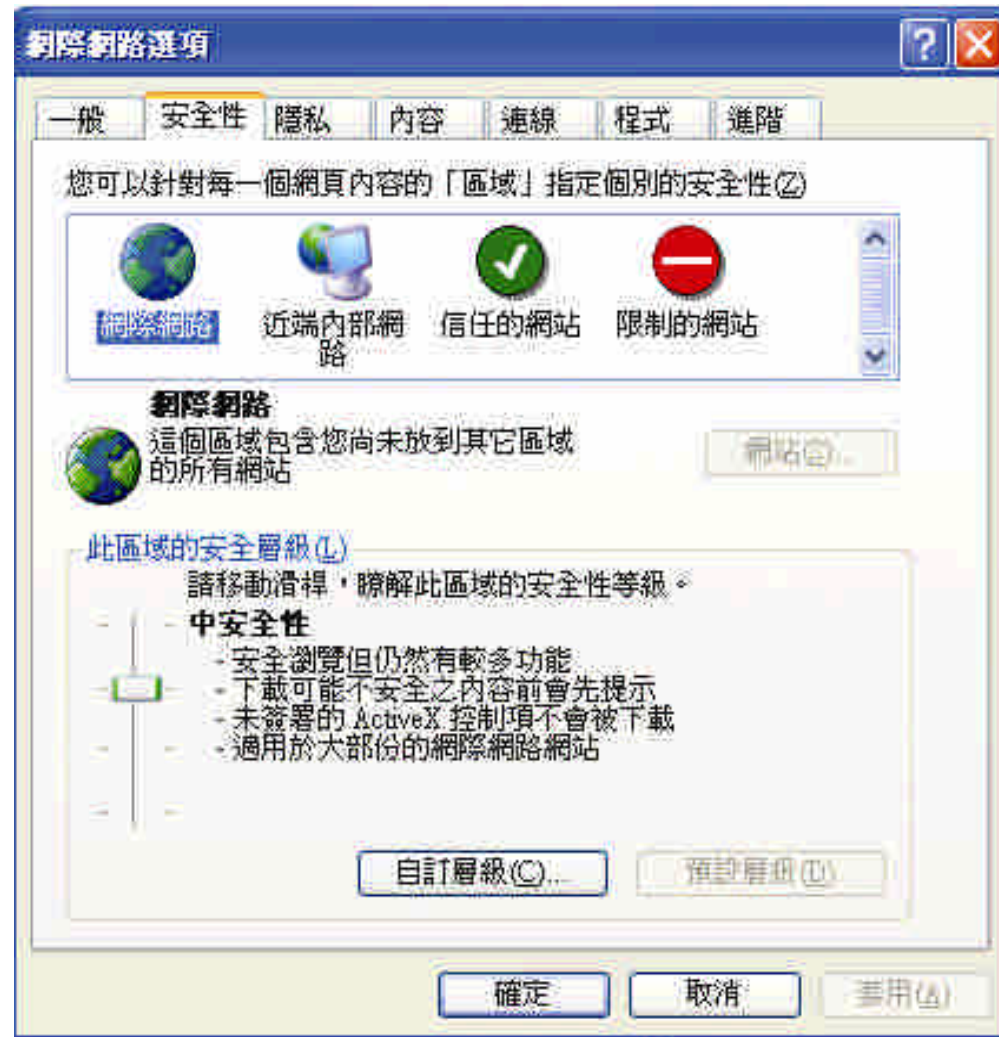 網際網路選項
一般 安全性 隱私 內容 連線 程式 進階
您可以針對每一個網頁內容的「區域」指定個別的安全性(Z)
網際網路 近端內部網路 信任的網站 限制的網站
網際網路
這個區域包含您尚未放到其它區域
的所有網站
網站(S)...
此區域的安全層級(L)
請移動滑桿，瞭解此區域的安全性等級。
中安全性
- 安全瀏覽但仍然有較多功能
- 下載可能不安全之內容前會先提示
- 未簽署的 ActiveX 控制項不會被下載
- 適用於大部份的網際網路網站
自訂層級(C)... 預設層級(D)
確定 取消 套用(A)